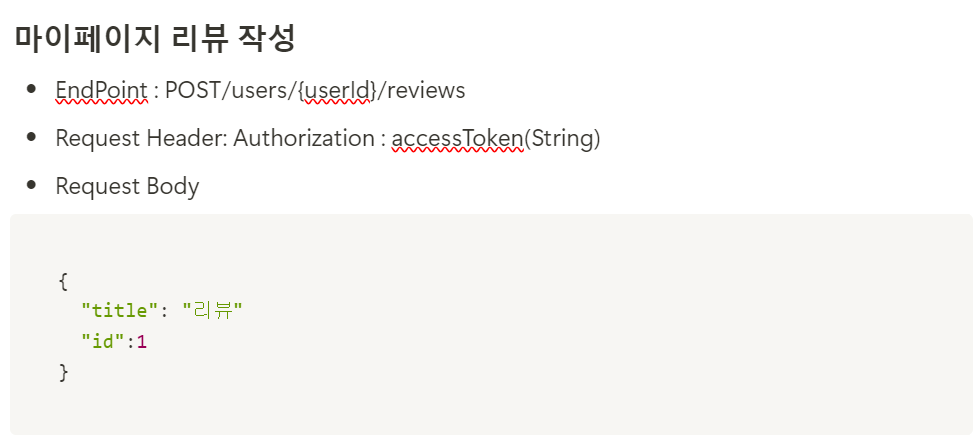 마이페이지 리뷰 작성
• EndPoint : POST/users/{userId}/reviews
• Request Header: Authorization : accessToken(String)
• Request Body
{
"title": "리뷰"
"id":1
}